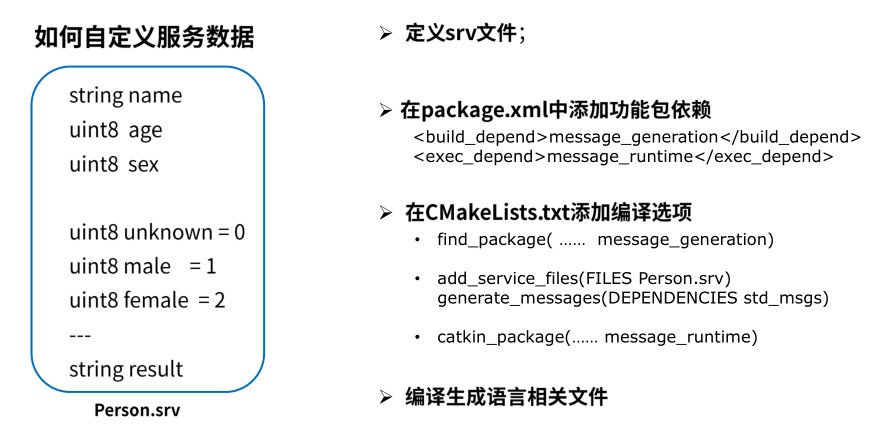 如何自定义服务数据
string name
uint8 age
uint8 sex
uint8 unknown = 0
uint8 male = 1
uint8 female = 2
---
string result
Person.srv
➢ 定义srv文件;
➢ 在package.xml中添加功能包依赖
<build_depend>message_generation</build_depend>
<exec_depend>message_runtime</exec_depend>
➢ 在CMakeLists.txt添加编译选项
• find_package( …… message_generation)
• add_service_files(FILES Person.srv)
generate_messages(DEPENDENCIES std_msgs)
• catkin_package(…… message_runtime)
➢ 编译生成语言相关文件